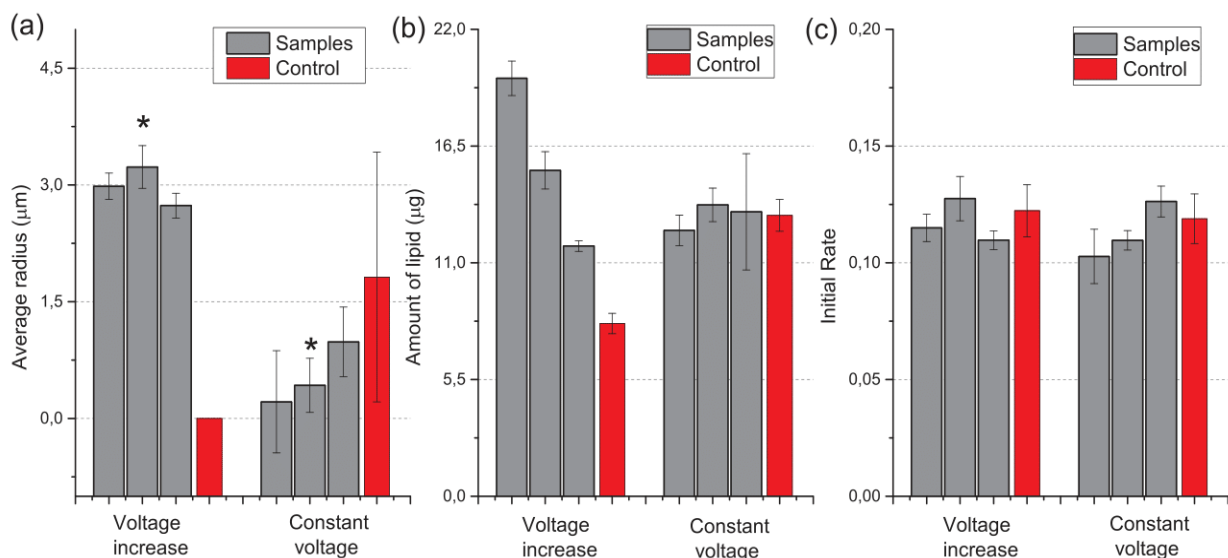 (a)
Samples
Control
*
*
4,5
3,0
1,5
0,0
Average radius (μm)
Voltage
increase
Constant
voltage
(b)
Samples
Control
22,0
16,5
11,0
5,5
0,0
Amount of lipid (μg)
Voltage
increase
Constant
voltage
(c)
Samples
Control
0,20
0,15
0,10
0,05
0,00
Initial Rate
Voltage
increase
Constant
voltage